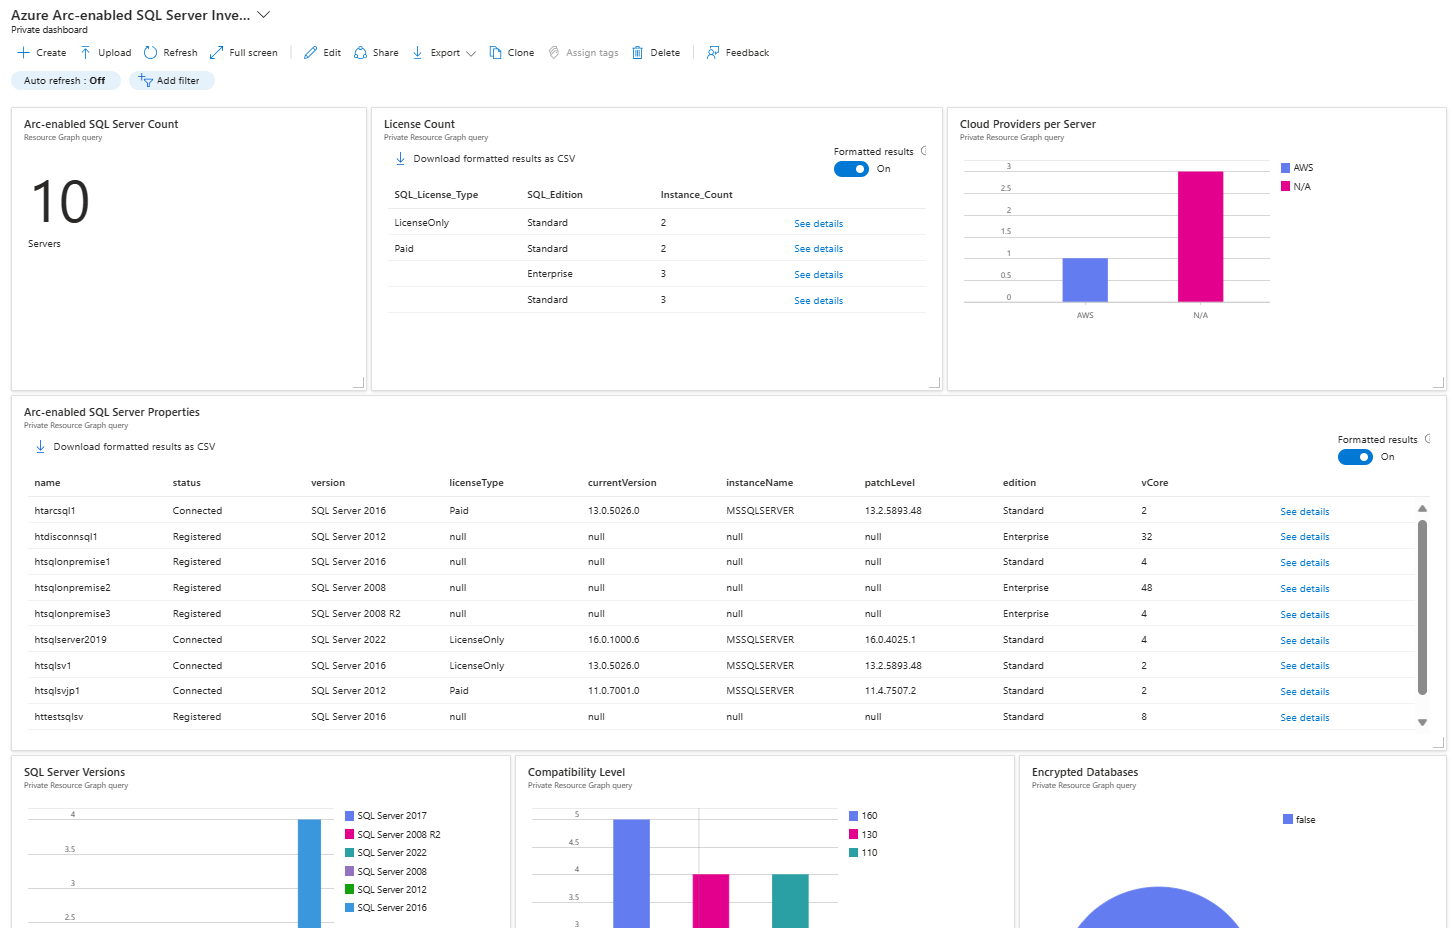 Azure Arc-enabled SQL Server Inve...
Private dashboard
Create Upload Refresh Full screen Edit Share Export Clone Assign tags Delete Feedback
Auto refresh : Off Add filter
Arc-enabled SQL Server Count
Resource Graph query
10
Servers
License Count
Private Resource Graph query
Download formatted results as CSV
Formatted results
On
SQL_License_Type SQL_Edition Instance_Count
LicenseOnly Standard 2 See details
Paid Standard 2 See details
Enterprise 3 See details
Standard 3 See details
Cloud Providers per Server
Private Resource Graph query
3
2.5
2
1.5
1
0.5
0
AWS N/A
AWS
N/A
Arc-enabled SQL Server Properties
Private Resource Graph query
Download formatted results as CSV
Formatted results
On
name status version licenseType currentVersion instanceName patchLevel edition vCore
htarcsql1 Connected SQL Server 2016 Paid 13.0.5026.0 MSSQLSERVER 13.2.5893.48 Standard 2 See details
htdisconnsql1 Registered SQL Server 2012 null null null null Enterprise 32 See details
htsqlonpremise1 Registered SQL Server 2016 null null null null Standard 4 See details
htsqlonpremise2 Registered SQL Server 2008 null null null null Enterprise 48 See details
htsqlonpremise3 Registered SQL Server 2008 R2 null null null null Enterprise 4 See details
htsqlserver2019 Connected SQL Server 2022 LicenseOnly 16.0.1000.6 MSSQLSERVER 16.0.4025.1 Standard 4 See details
htsqlsv1 Connected SQL Server 2016 LicenseOnly 13.0.5026.0 MSSQLSERVER 13.2.5893.48 Standard 2 See details
htsqlsvjp1 Connected SQL Server 2012 Paid 11.0.7001.0 MSSQLSERVER 11.4.7507.2 Standard 2 See details
httestsqlsv Registered SQL Server 2016 null null null null Standard 8 See details
SQL Server Versions
Private Resource Graph query
4
3.5
3
2.5
SQL Server 2017
SQL Server 2008 R2
SQL Server 2022
SQL Server 2008
SQL Server 2012
SQL Server 2016
Compatibility Level
Private Resource Graph query
5
4.5
4
3.5
3
160
130
110
Encrypted Databases
Private Resource Graph query
false